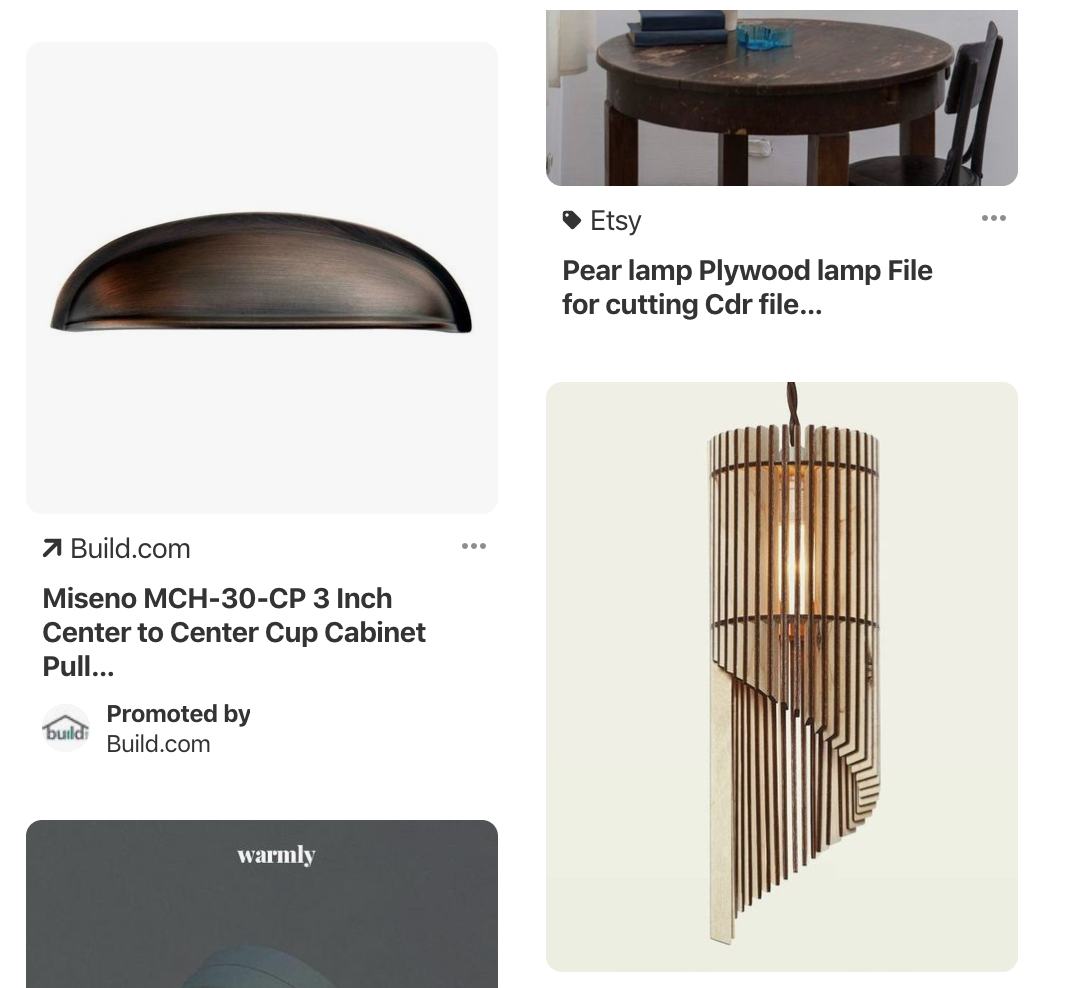 Build.com
Miseno MCH-30-CP 3 Inch
Center to Center Cup Cabinet
Pull...
build
Promoted by
Build.com
warmly
Etsy
Pear lamp Plywood lamp File
for cutting Cdr file...